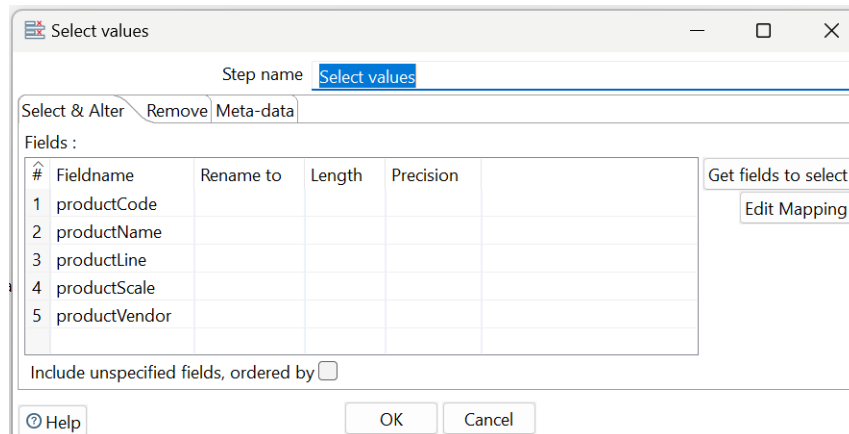 Select values
Step name Select values
Select & Alter Remove Meta-data
Fields :
# Fieldname Rename to Length Precision
Get fields to select
1 productCode
Edit Mapping
2 productName
3 productLine
4 productScale
5 productVendor
Include unspecified fields, ordered by
Help OK Cancel